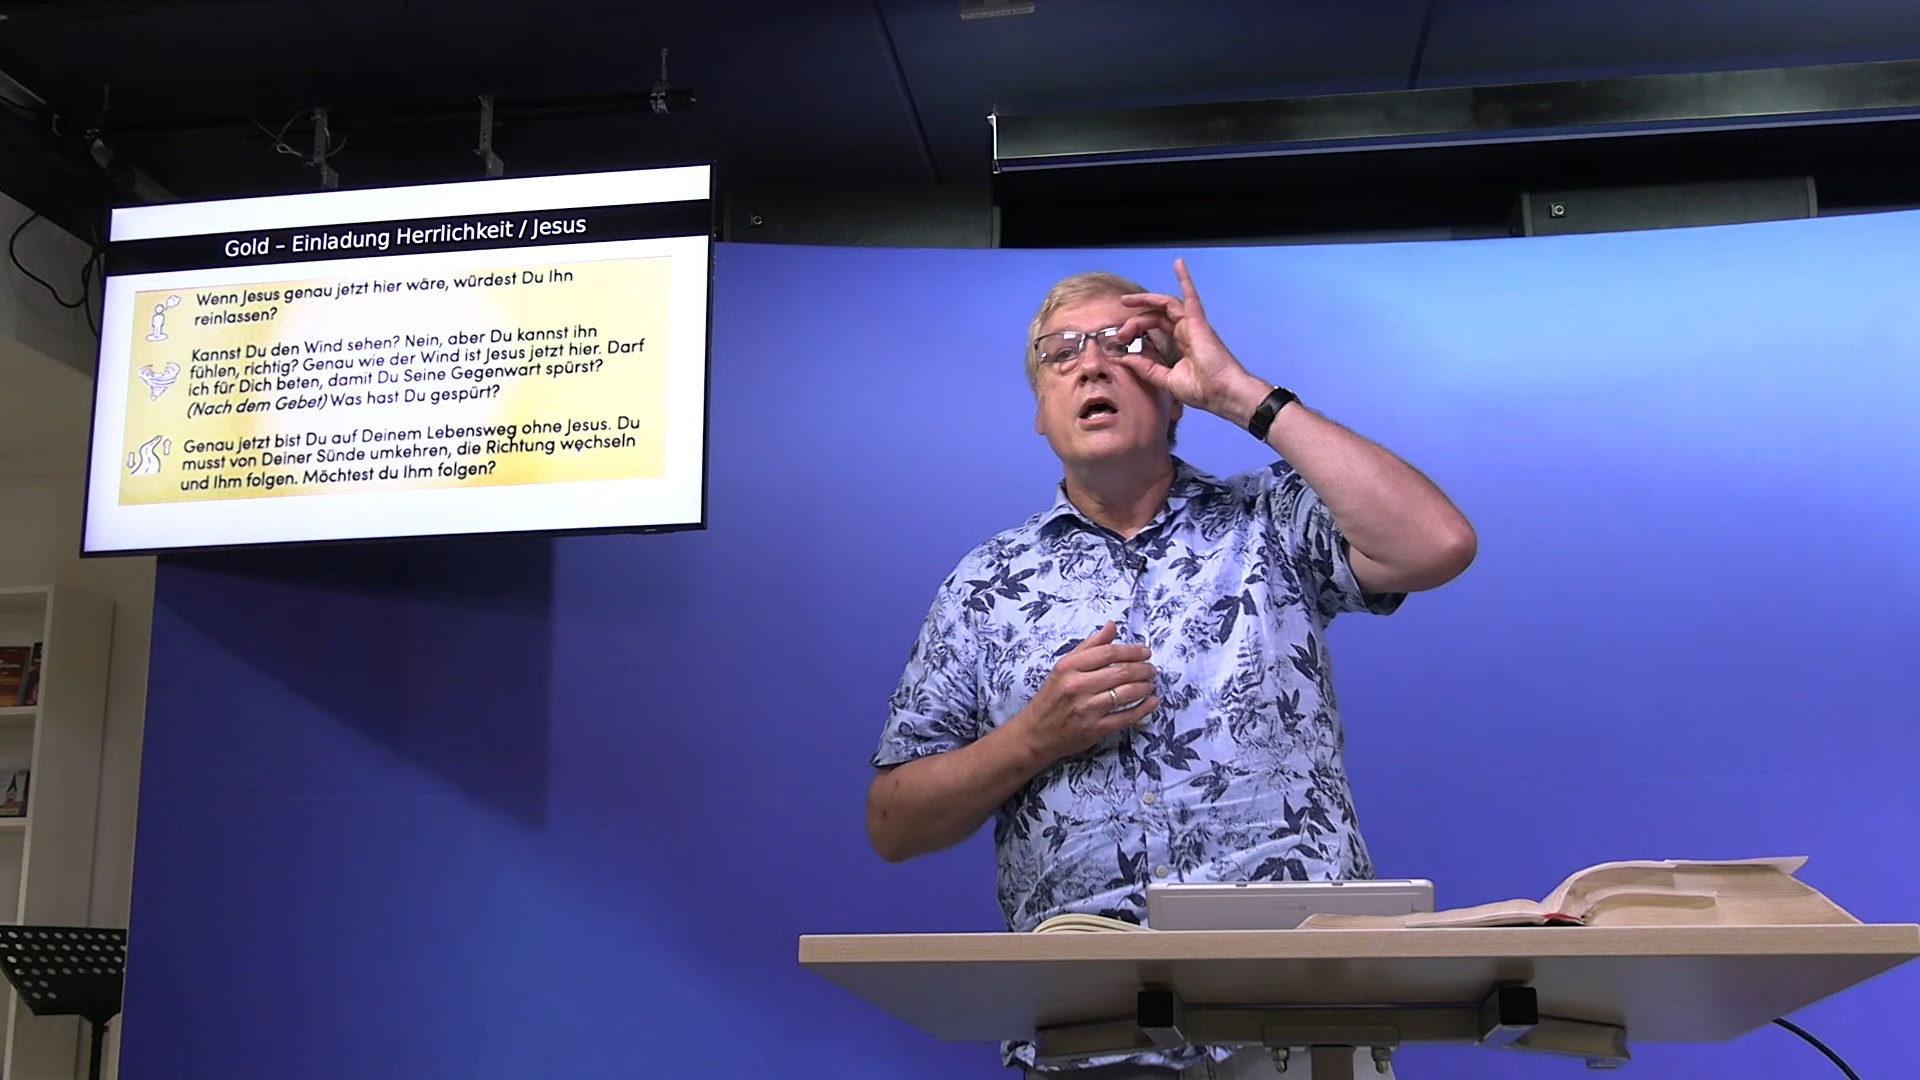 Gold – Einladung Herrlichkeit / Jesus
Wenn Jesus genau jetzt hier wäre, würdest Du Ihn
reinlassen?
Kannst Du den Wind sehen? Nein, aber Du kannst ihn
fühlen, richtig? Genau wie der Wind ist Jesus jetzt hier. Darf
ich für Dich beten, damit Du Seine Gegenwart spürst?
(Nach dem Gebet) Was hast Du gespürt?
Genau jetzt bist Du auf Deinem Lebensweg ohne Jesus. Du
musst von Deiner Sünde umkehren, die Richtung wechseln
und Ihm folgen. Möchtest du Ihm folgen?